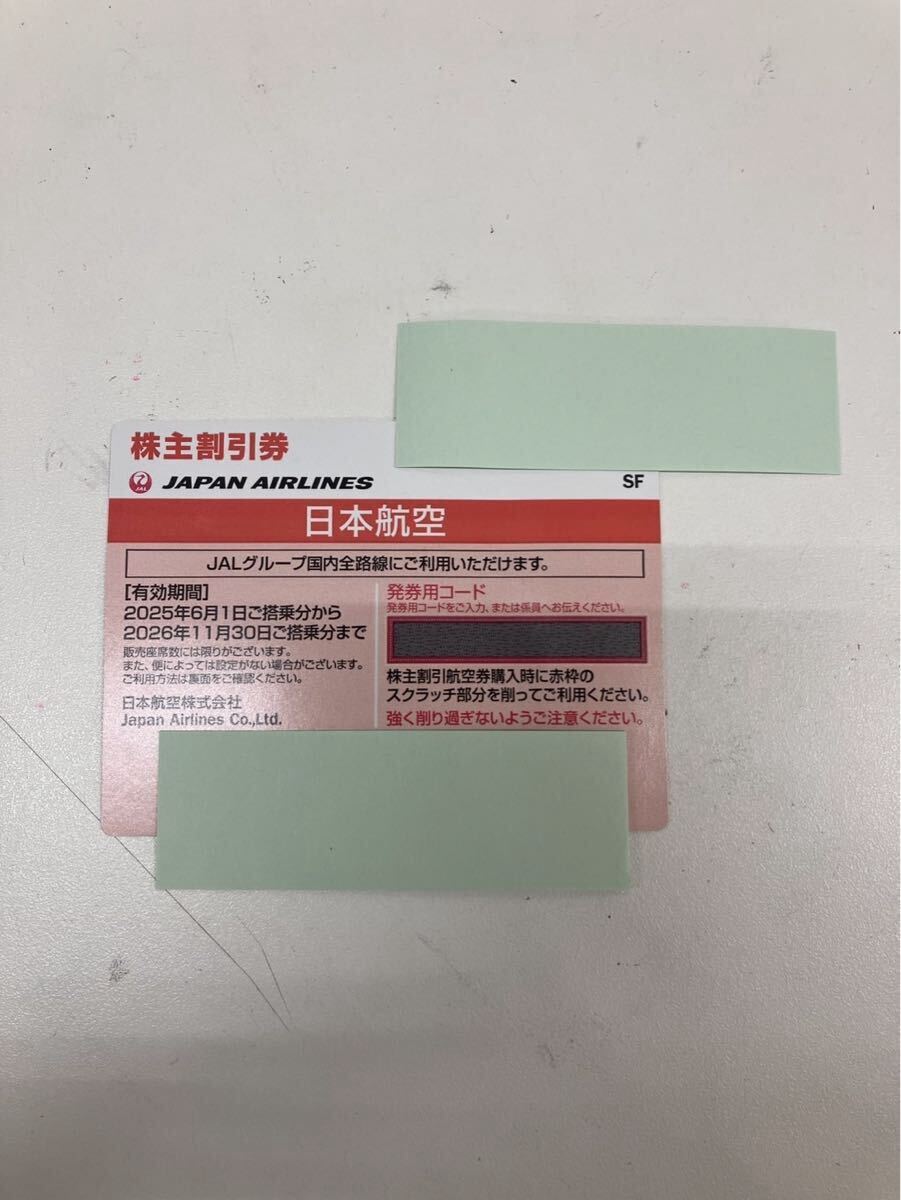 株主割引券
JAL
JAPAN AIRLINES
SF
日本航空
JALグループ国内全路線にご利用いただけます。
[有効期間]
2025年6月1日ご搭乗分から
2026年11月30日ご搭乗分まで
販売座席数には限りがございます。
また、便によっては設定がない場合がございます。
ご利用方法は裏面をご確認ください。
日本航空株式会社
Japan Airlines Co.,Ltd.
発券用コード
発券用コードをご入力、または係員へお伝えください。
株主割引航空券購入時に赤枠の
スクラッチ部分を削ってご利用ください。
強く削り過ぎないようご注意ください。